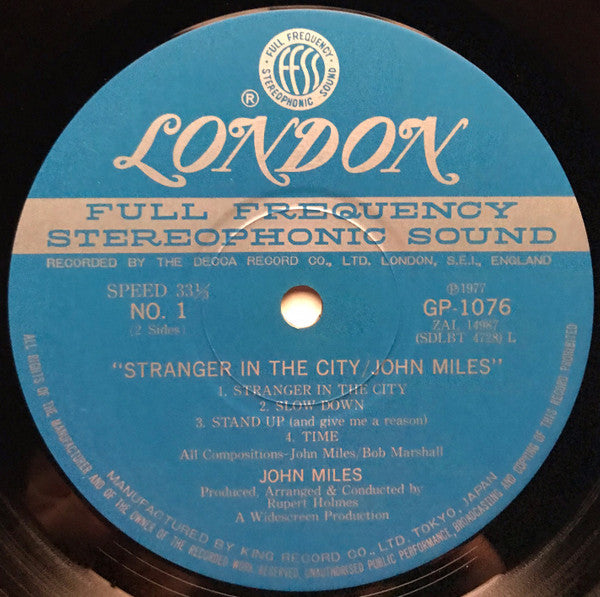 FULL FREQUENCY · STEREOPHONIC SOUND ·
FFSS
® LONDON
FULL FREQUENCY
STEREOPHONIC SOUND
RECORDED BY THE DECCA RECORD CO., LTD. LONDON, S.E.I., ENGLAND
SPEED 33⅓
NO. 1
(2 Sides)
Ⓟ1977
GP-1076
ZAL 14987
(SDLBT 4728) L
"STRANGER IN THE CITY/JOHN MILES"
1. STRANGER IN THE CITY
2. SLOW DOWN
3. STAND UP (and give me a reason)
4. TIME
All Compositions-John Miles/Bob Marshall
JOHN MILES
Produced, Arranged & Conducted by
Rupert Holmes
A Widescreen Production
MANUFACTURED BY KING RECORD CO., LTD. TOKYO, JAPAN
ALL RIGHTS OF THE MANUFACTURER, AND OF THE OWNER OF THE RECORDED WORK RESERVED, UNAUTHORISED PUBLIC PERFORMANCE, BROADCASTING AND COPYING OF THIS RECORD PROHIBITED